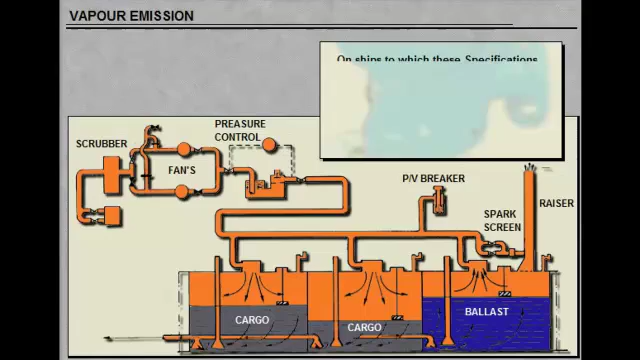 VAPOUR EMISSION
On ships to which these Specifications
PREASURE
CONTROL
SCRUBBER
FAN'S
P/V BREAKER
SPARK
SCREEN
RAISER
CARGO
CARGO
BALLAST